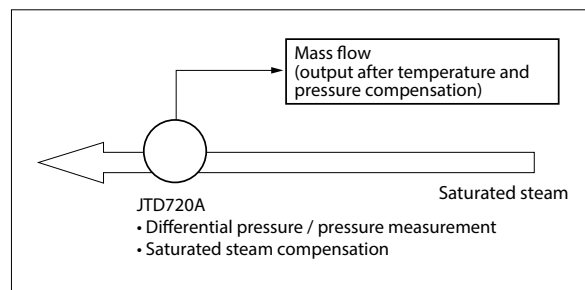 Mass flow
(output after temperature and
pressure compensation)
Saturated steam
JTD720A
• Differential pressure / pressure measurement
• Saturated steam compensation